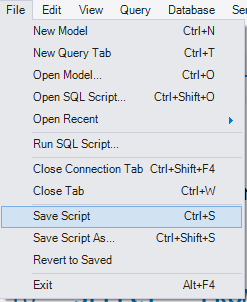 File Edit View Query Database
New Model Ctrl+N
New Query Tab Ctrl+T
Open Model... Ctrl+O
Open SQL Script... Ctrl+Shift+O
Open Recent
Run SQL Script...
Close Connection Tab Ctrl+Shift+F4
Close Tab Ctrl+W
Save Script Ctrl+S
Save Script As... Ctrl+Shift+S
Revert to Saved
Exit Alt+F4